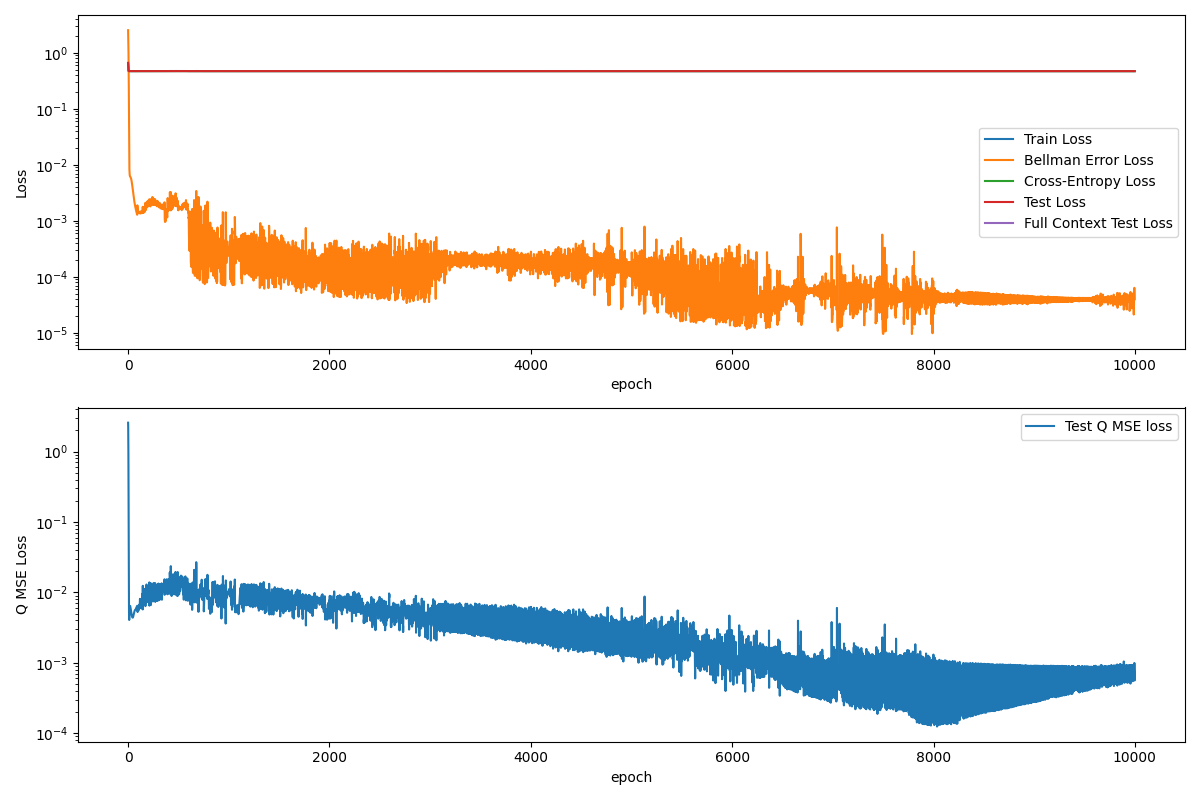 10⁰
10⁻¹
10⁻²
10⁻³
10⁻⁴
10⁻⁵
Loss
Train Loss
Bellman Error Loss
Cross-Entropy Loss
Test Loss
Full Context Test Loss
0 2000 4000 6000 8000 10000
epoch
10⁰
10⁻¹
10⁻²
10⁻³
10⁻⁴
Q MSE Loss
Test Q MSE loss
0 2000 4000 6000 8000 10000
epoch